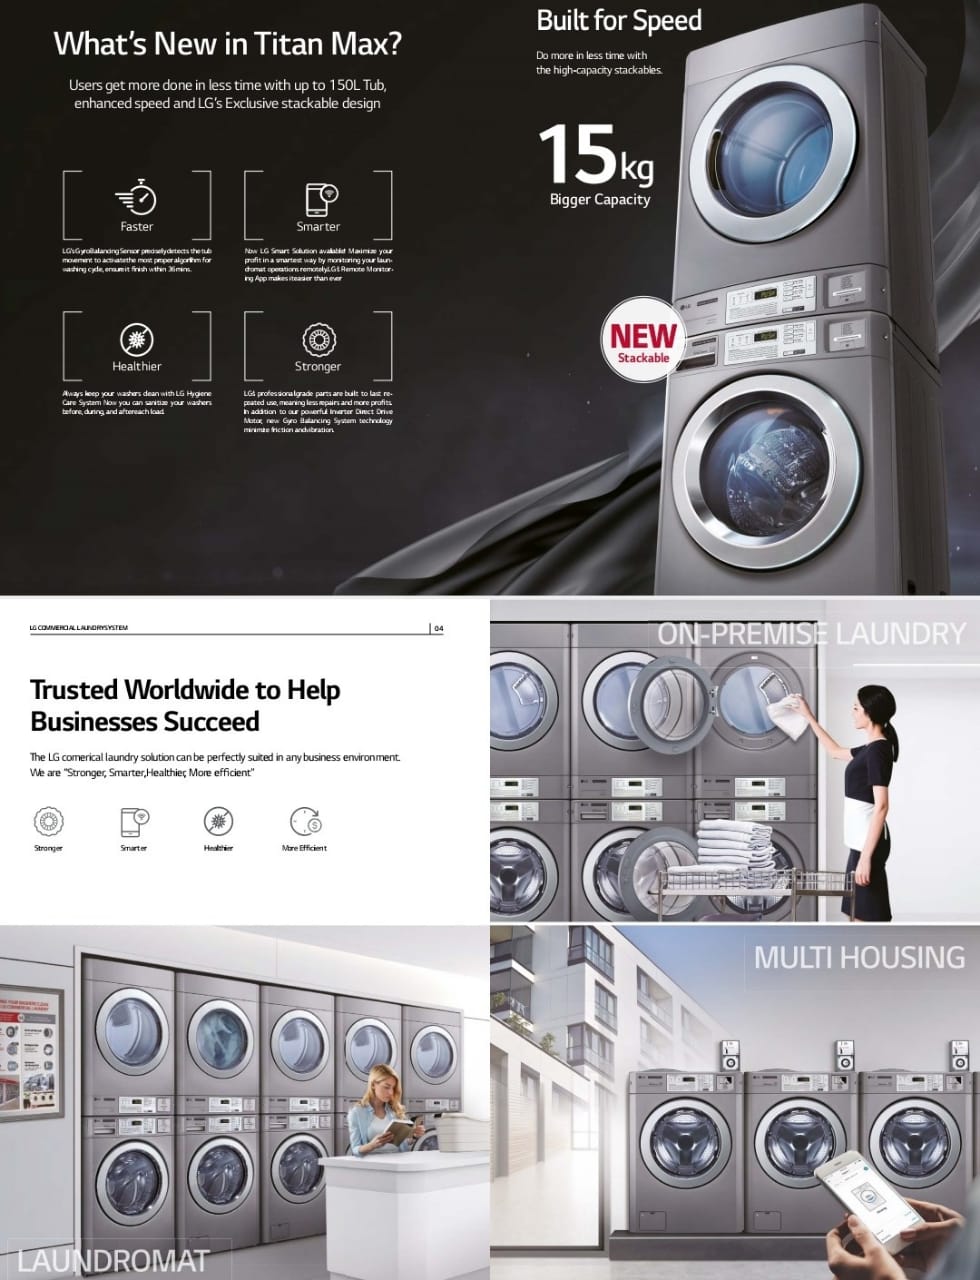 What's New in Titan Max?
Users get more done in less time with up to 150L Tub,
enhanced speed and LG's Exclusive stackable design
Faster
LG's GyroBalancing Sensor precisely detects the tub
movement to activate the most proper algorithm for
washing cycle, ensure it finish within 36 mins.
Smarter
Now LG Smart Solution available! Maximize your
profit in a smartest way by monitoring your laun-
dromat operations remotely.LG's Remote Monitor-
ing App makes it easier than ever
Healthier
Always keep your washers clean with LG Hygiene
Care System Now you can sanitize your washers
before, during, and after each load.
Stronger
LG's professional-grade parts are built to last re-
peated use, meaning less repairs and more profits.
In addition to our powerful Inverter Direct Drive
Motor, new Gyro Balancing System technology
minimize friction and vibration.
Built for Speed
Do more in less time with
the high-capacity stackables.
15kg
Bigger Capacity
NEW
Stackable
LG COMMERCIAL LAUNDRY SYSTEM
04
Trusted Worldwide to Help
Businesses Succeed
The LG comerical laundry solution can be perfectly suited in any business environment.
We are "Stronger, Smarter,Healthier, More efficient"
Stronger
Smarter
Healthier
More Efficient
ON-PREMISE LAUNDRY
LAUNDROMAT
MULTI HOUSING